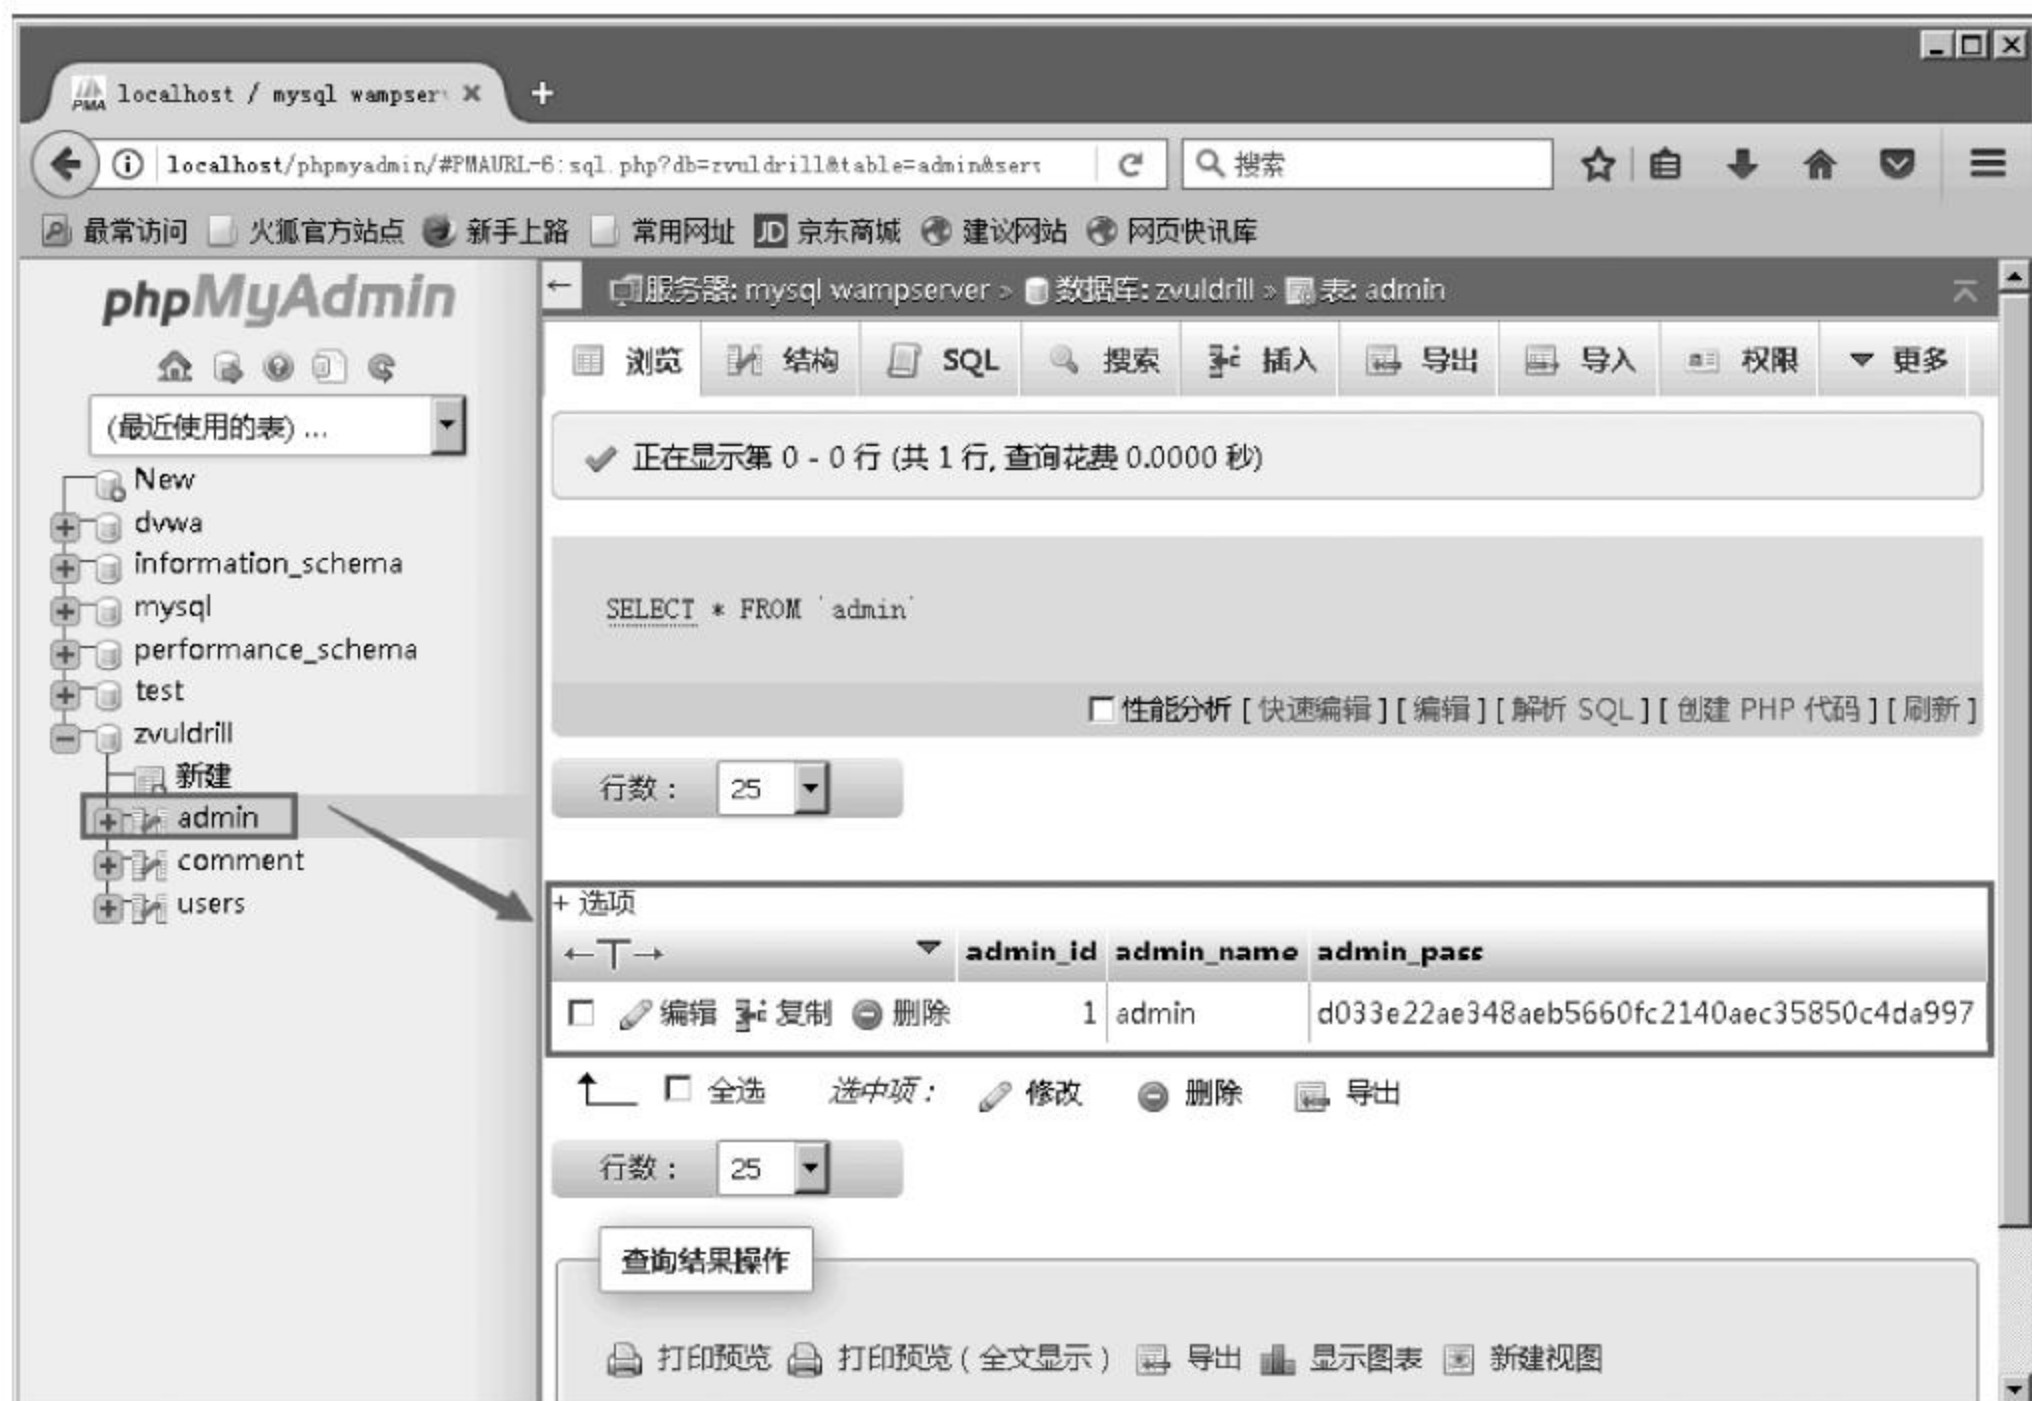 localhost / mysql wampser
localhost/phpmyadmin/#PMAURL-6:sql.php?db=zvuldrill&table=admin&serv
搜索
最常访问 火狐官方站点 新手上路 常用网址 JD 京东商城 建议网站 网页快讯库
phpMyAdmin
(最近使用的表) ...
New
dvwa
information_schema
mysql
performance_schema
test
zvuldrill
新建
admin
comment
users
服务器: mysql wampserver » 数据库: zvuldrill » 表: admin
浏览 结构 SQL 搜索 插入 导出 导入 权限 更多
正在显示第 0 - 0 行 (共 1 行, 查询花费 0.0000 秒)
SELECT * FROM `admin`
性能分析 [ 快速编辑 ] [ 编辑 ] [ 解析 SQL ] [ 创建 PHP 代码 ] [ 刷新 ]
行数 : 25
+ 选项
←T→ admin_id admin_name admin_pass
编辑 复制 删除 1 admin d033e22ae348aeb5660fc2140aec35850c4da997
全选 选中项 : 修改 删除 导出
行数 : 25
查询结果操作
打印预览 打印预览 ( 全文显示 ) 导出 显示图表 新建视图